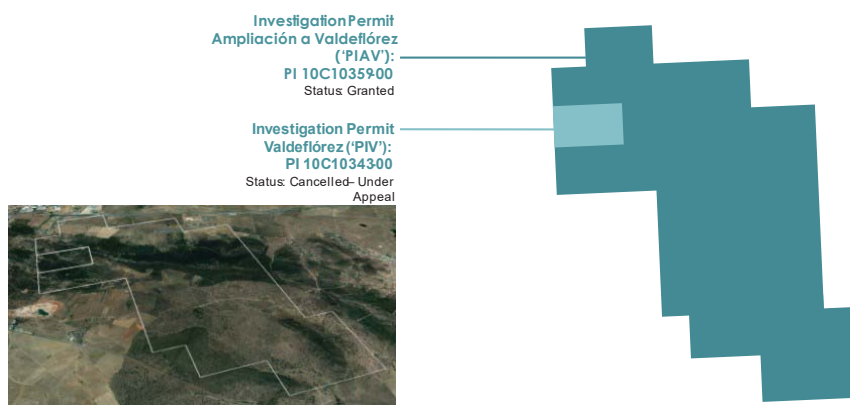 Investigation Permit
Ampliación a Valdeflórez
('PIAV'):
PI 10C10359-00
Status: Granted
Investigation Permit
Valdeflórez ('PIV'):
PI 10C10343-00
Status: Cancelled– Under
Appeal